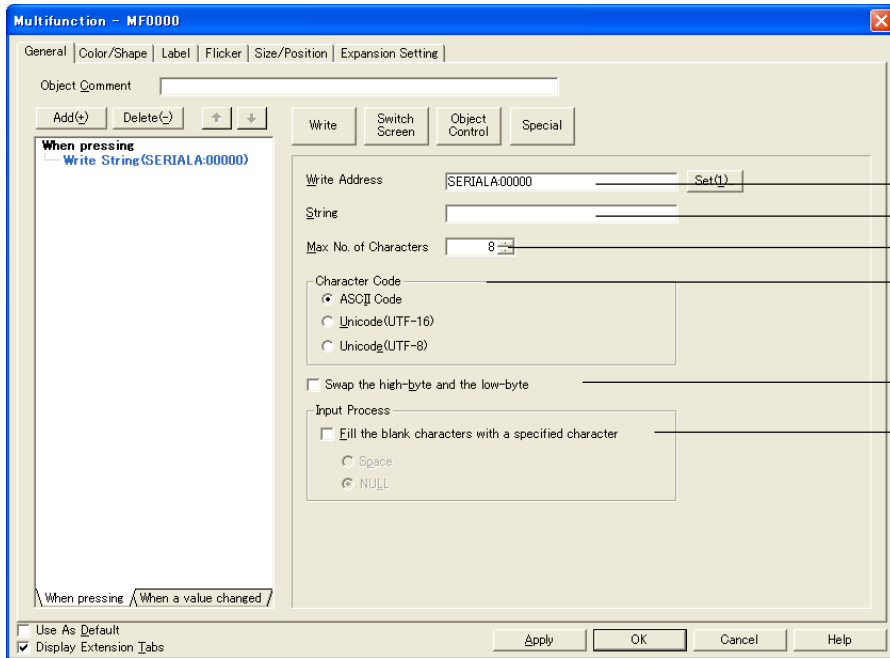 Multifunction - MF0000
General Color/Shape Label Flicker Size/Position Expansion Setting
Object Comment
Add(+) Delete(-) Write Switch Screen Object Control Special
When pressing
Write String(SERIALA:00000)
Write Address SERIALA:00000 Set(1)...
String
Max No. of Characters 8
Character Code
ASCII Code
Unicode(UTF-16)
Unicode(UTF-8)
Swap the high-byte and the low-byte
Input Process
Fill the blank characters with a specified character
Space
NULL
When pressing When a value changed
Use As Default
Display Extension Tabs
Apply OK Cancel Help